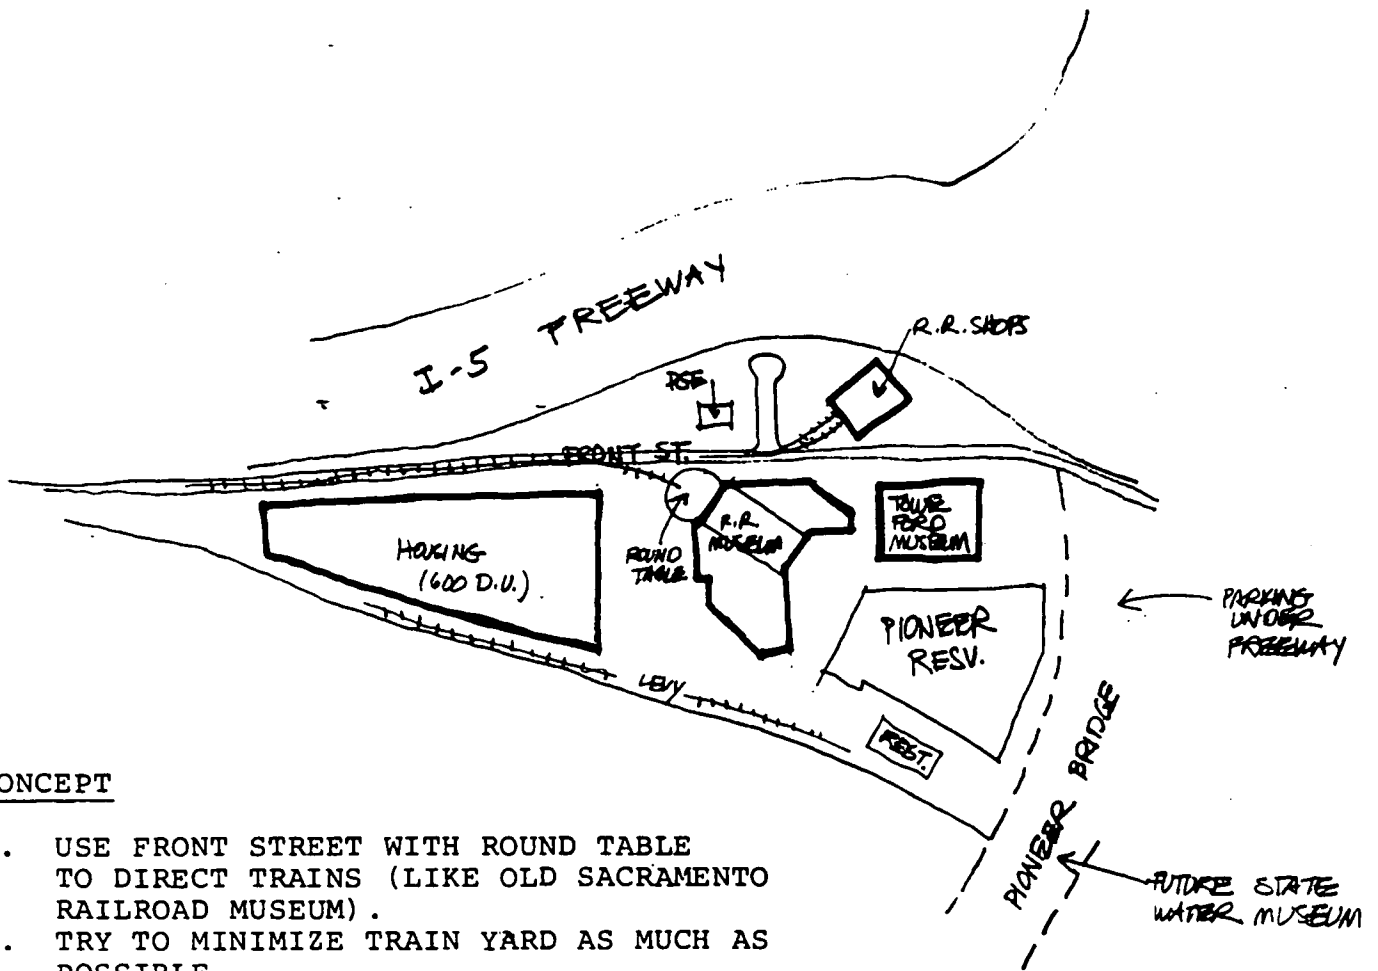 I-5 FREEWAY
R.R. SHOPS
PGE
FRONT ST.
R.R.
MUSEUM
TOWE
FORD
MUSEUM
HOUSING
(600 D.U.)
ROUND
TABLE
PIONEER
RESV.
PARKING
UNDER
FREEWAY
LEVY
REST.
PIONEER BRIDGE
FUTURE STATE
WATER MUSEUM
ONCEPT
. USE FRONT STREET WITH ROUND TABLE
TO DIRECT TRAINS (LIKE OLD SACRAMENTO
RAILROAD MUSEUM).
. TRY TO MINIMIZE TRAIN YARD AS MUCH AS
POSSIBLE